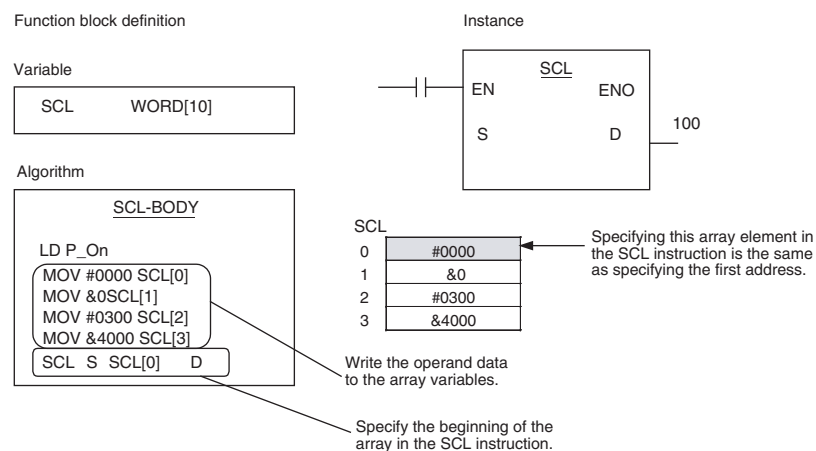 Function block definition
Instance
Variable
SCL WORD[10]
SCL
EN ENO
S D
100
Algorithm
SCL-BODY
LD P_On
MOV #0000 SCL[0]
MOV &0SCL[1]
MOV #0300 SCL[2]
MOV &4000 SCL[3]
SCL S SCL[0] D
SCL
0 #0000
1 &0
2 #0300
3 &4000
Specifying this array element in
the SCL instruction is the same
as specifying the first address.
Write the operand data
to the array variables.
Specify the beginning of the
array in the SCL instruction.